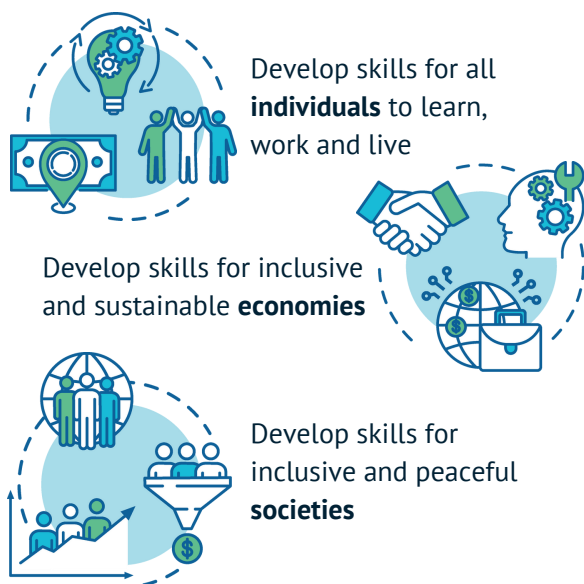 Develop skills for all
individuals to learn,
work and live
Develop skills for inclusive
and sustainable economies
$
$
Develop skills for
inclusive and peaceful
societies
$